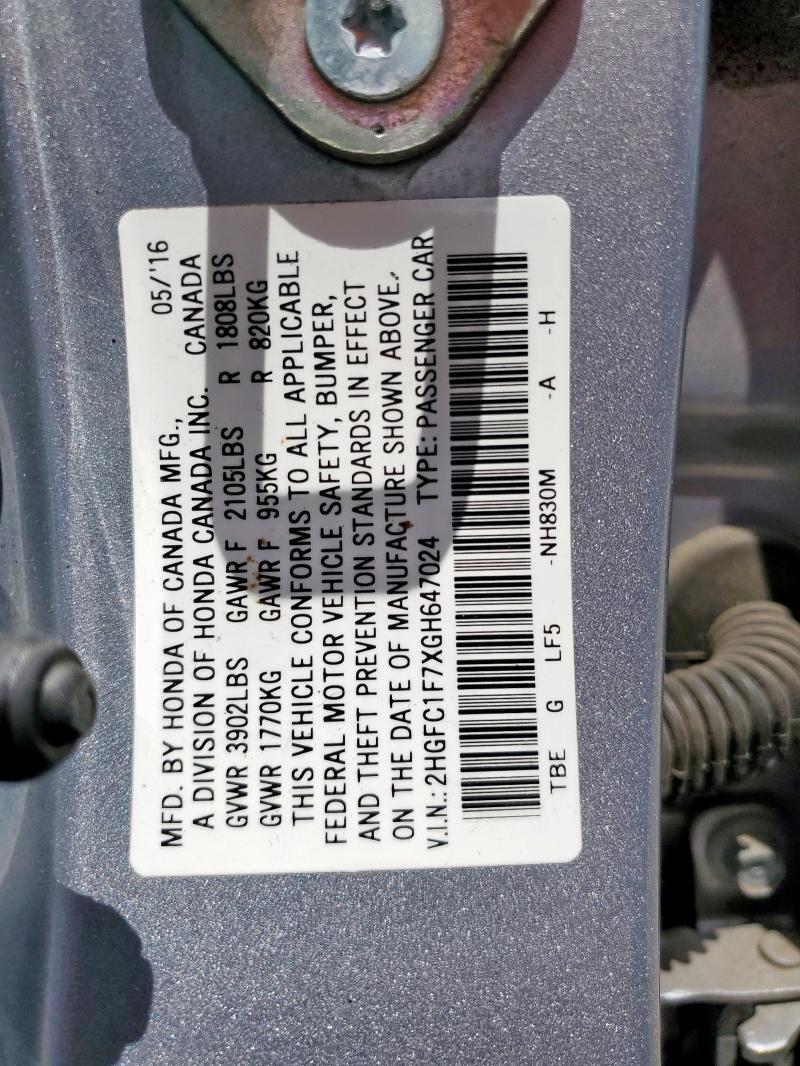 MFD. BY HONDA OF CANADA MFG., 05/'16
A DIVISION OF HONDA CANADA INC. CANADA
GVWR 3902LBS GAWR F 2105LBS R 1808LBS
GVWR 1770KG GAWR F 955KG R 820KG
THIS VEHICLE CONFORMS TO ALL APPLICABLE
FEDERAL MOTOR VEHICLE SAFETY, BUMPER,
AND THEFT PREVENTION STANDARDS IN EFFECT
ON THE DATE OF MANUFACTURE SHOWN ABOVE.
V.I.N.: 2HGFC1F7XGH647024 TYPE: PASSENGER CAR
TBE G LF5 -NH830M -A -H